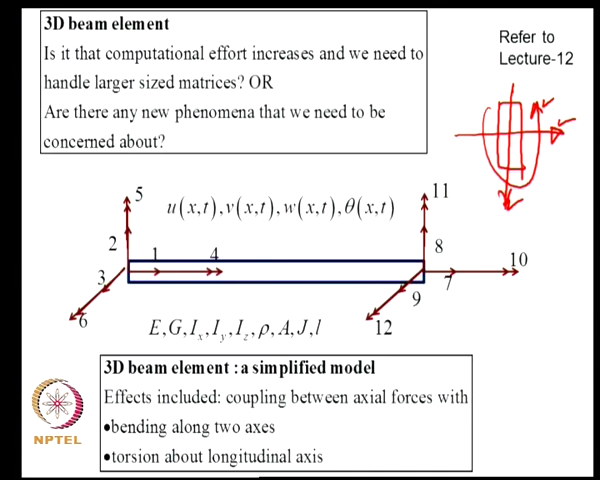 3D beam element
Is it that computational effort increases and we need to
handle larger sized matrices? OR
Are there any new phenomena that we need to be
concerned about?
Refer to
Lecture-12
5
11
u(x,t),v(x,t),w(x,t),θ(x,t)
2
8
1
4
10
3
7
9
6
12
E,G,Iₓ,I_y,I_z,ρ,A,J,l
3D beam element : a simplified model
Effects included: coupling between axial forces with
•bending along two axes
•torsion about longitudinal axis
NPTEL